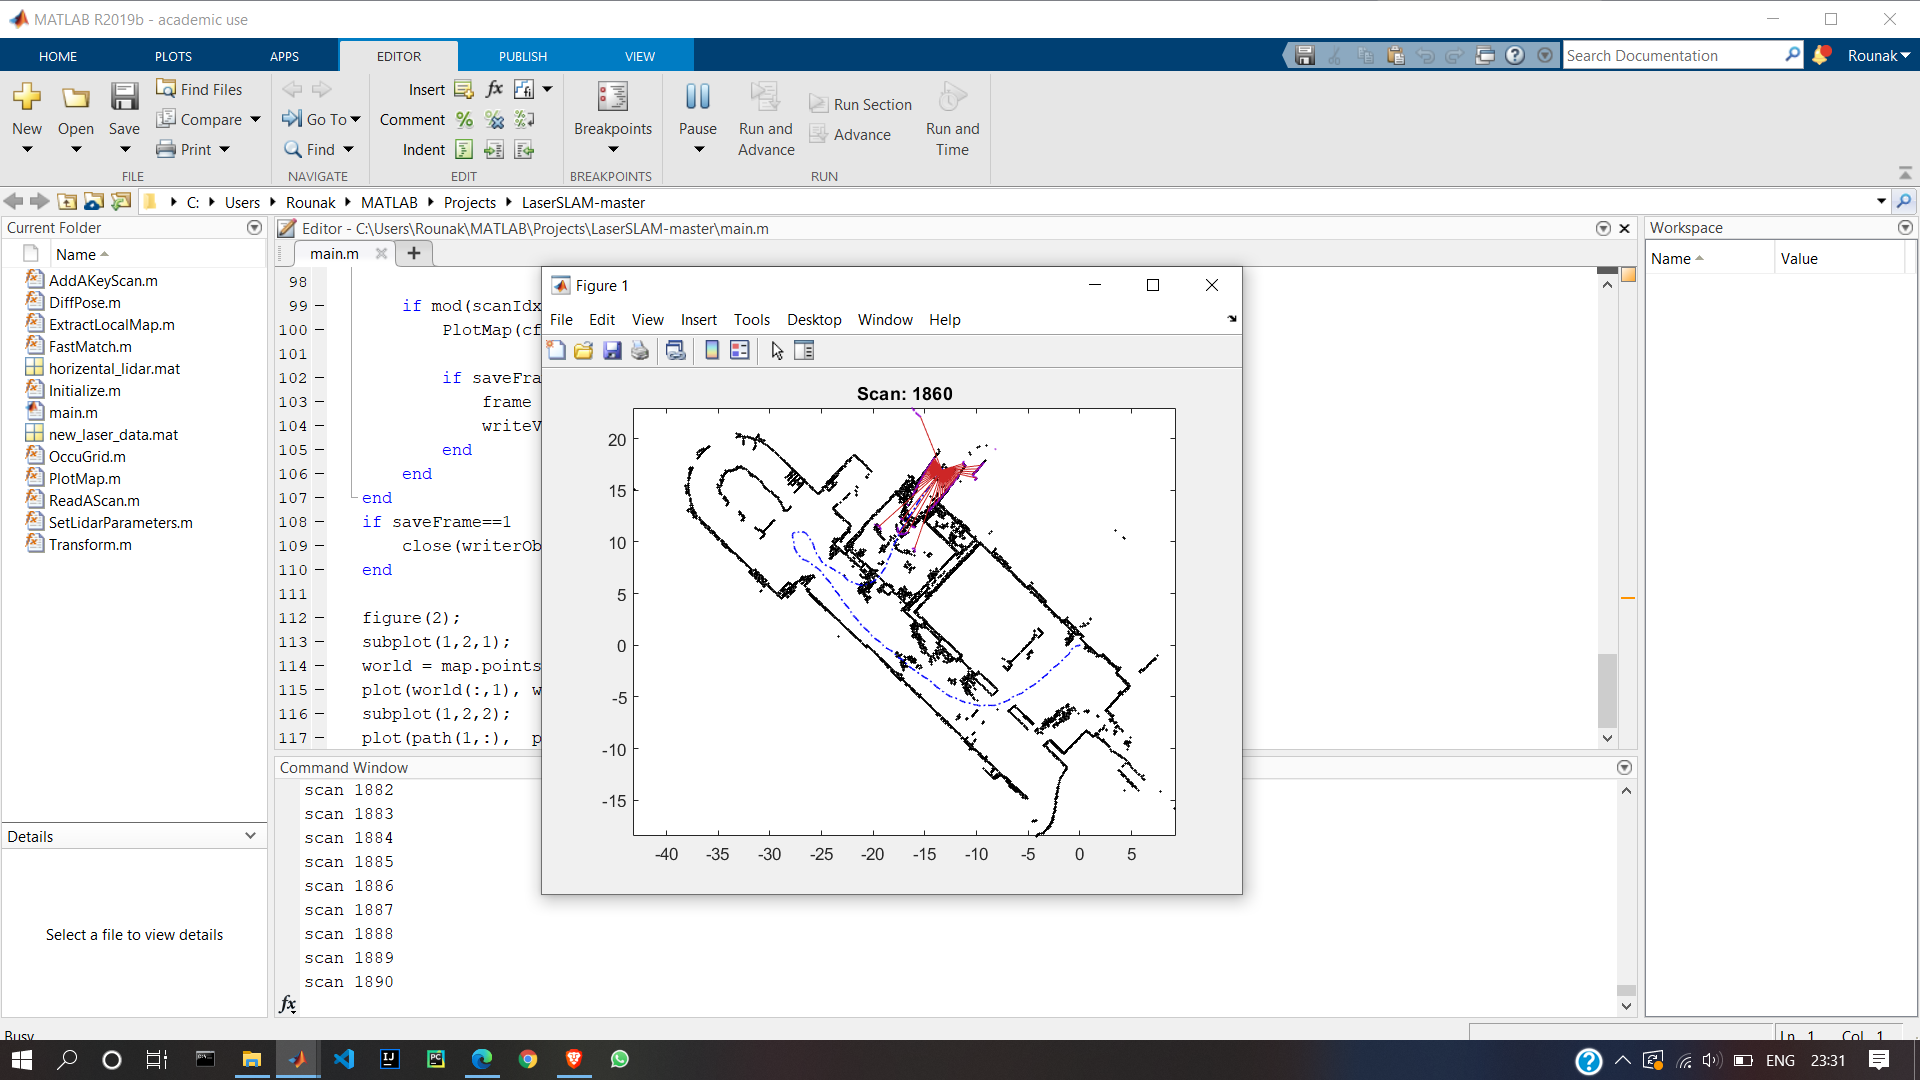 MATLAB R2019b - academic use
HOME PLOTS APPS EDITOR PUBLISH VIEW
Search Documentation
Rounak
New
Open
Save
Find Files
Compare
Print
FILE
Go To
Find
NAVIGATE
Insert
Comment
Indent
EDIT
Breakpoints
BREAKPOINTS
Pause
Run and Advance
Run Section
Advance
Run and Time
RUN
C: Users Rounak MATLAB Projects LaserSLAM-master
Current Folder
Name
AddAKeyScan.m
DiffPose.m
ExtractLocalMap.m
FastMatch.m
horizental_lidar.mat
Initialize.m
main.m
new_laser_data.mat
OccuGrid.m
PlotMap.m
ReadAScan.m
SetLidarParameters.m
Transform.m
Details
Select a file to view details
Editor - C:\Users\Rounak\MATLAB\Projects\LaserSLAM-master\main.m
main.m
98
99 – if mod(scanIdx
100 – PlotMap(cf
101
102 – if saveFra
103 – frame
104 – writeV
105 – end
106 – end
107 – end
108 – if saveFrame==1
109 – close(writerOb
110 – end
111
112 – figure(2);
113 – subplot(1,2,1);
114 – world = map.points
115 – plot(world(:,1), w
116 – subplot(1,2,2);
117 – plot(path(1,:), p
Figure 1
File Edit View Insert Tools Desktop Window Help
Scan: 1860
20
15
10
5
0
-5
-10
-15
-40 -35 -30 -25 -20 -15 -10 -5 0 5
Command Window
scan 1882
scan 1883
scan 1884
scan 1885
scan 1886
scan 1887
scan 1888
scan 1889
scan 1890
fx
Workspace
Name Value
Busy
Ln 1 Col 1
ENG 23:31